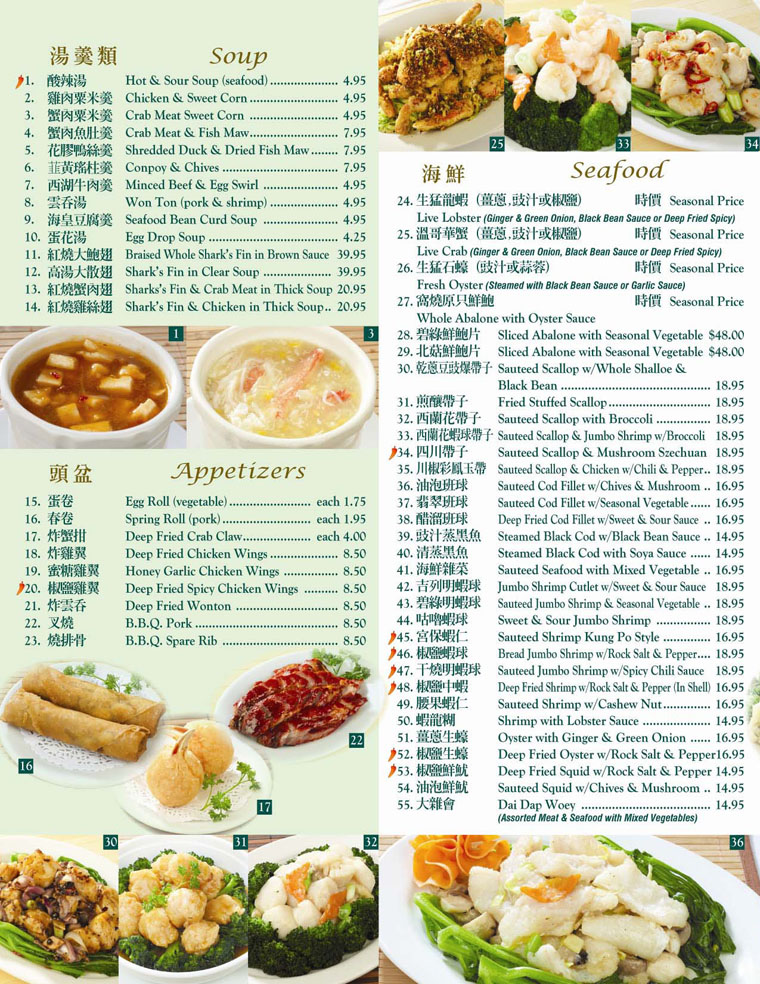 湯羹類 Soup
1. 酸辣湯 Hot & Sour Soup (seafood) ..................... 4.95
2. 雞肉粟米羹 Chicken & Sweet Corn ........................... 4.95
3. 蟹肉粟米羹 Crab Meat Sweet Corn ........................... 4.95
4. 蟹肉魚肚羹 Crab Meat & Fish Maw........................... 7.95
5. 花膠鴨絲羹 Shredded Duck & Dried Fish Maw........ 7.95
6. 韮黃瑤柱羹 Conpoy & Chives .................................... 7.95
7. 西湖牛肉羹 Minced Beef & Egg Swirl ........................ 4.95
8. 雲呑湯 Won Ton (pork & shrimp) ...................... 4.95
9. 海皇豆腐羹 Seafood Bean Curd Soup ....................... 4.95
10. 蛋花湯 Egg Drop Soup ........................................ 4.25
11. 紅燒大鮑翅 Braised Whole Shark's Fin in Brown Sauce 39.95
12. 高湯大散翅 Shark's Fin in Clear Soup ..................... 39.95
13. 紅燒蟹肉翅 Sharks's Fin & Crab Meat in Thick Soup 20.95
14. 紅燒雞絲翅 Shark's Fin & Chicken in Thick Soup.. 20.95
1
3
頭盆 Appetizers
15. 蛋卷 Egg Roll (vegetable)......................... each 1.75
16. 春卷 Spring Roll (pork)........................... each 1.95
17. 炸蟹拑 Deep Fried Crab Claw...................... each 4.00
18. 炸雞翼 Deep Fried Chicken Wings..................... 8.50
19. 蜜糖雞翼 Honey Garlic Chicken Wings ................ 8.50
20. 椒鹽雞翼 Deep Fried Spicy Chicken Wings .......... 8.50
21. 炸雲呑 Deep Fried Wonton ............................. 8.50
22. 叉燒 B.B.Q. Pork .......................................... 8.50
23. 燒排骨 B.B.Q. Spare Rib ................................. 8.50
16
17
22
25
33
34
海鮮 Seafood
24. 生猛龍蝦 (薑蔥,豉汁或椒鹽) 時價 Seasonal Price
Live Lobster (Ginger & Green Onion, Black Bean Sauce or Deep Fried Spicy)
25. 溫哥華蟹 (薑蔥,豉汁或椒鹽) 時價 Seasonal Price
Live Crab (Ginger & Green Onion, Black Bean Sauce or Deep Fried Spicy)
26. 生猛石蠔 (豉汁或蒜蓉) 時價 Seasonal Price
Fresh Oyster (Steamed with Black Bean Sauce or Garlic Sauce)
27. 窩燒原只鮮鮑 時價 Seasonal Price
Whole Abalone with Oyster Sauce
28. 碧綠鮮鮑片 Sliced Abalone with Seasonal Vegetable $48.00
29. 北菇鮮鮑片 Sliced Abalone with Seasonal Vegetable $48.00
30. 乾蔥豆豉爆帶子 Sauteed Scallop w/Whole Shalloe &
Black Bean ............................................. 18.95
31. 煎釀帶子 Fried Stuffed Scallop............................... 18.95
32. 西蘭花帶子 Sauteed Scallop with Broccoli ................ 18.95
33. 西蘭花蝦球帶子 Sauteed Scallop & Jumbo Shrimp w/Broccoli 18.95
34. 四川帶子 Sauteed Scallop & Mushroom Szechuan 18.95
35. 川椒彩鳳玉帶 Sauteed Scallop & Chicken w/Chili & Pepper.. 18.95
36. 油泡班球 Sauteed Cod Fillet w/Chives & Mushroom .. 16.95
37. 翡翠班球 Sauteed Cod Fillet w/Seasonal Vegetable...... 16.95
38. 醋溜班球 Deep Fried Cod Fillet w/Sweet & Sour Sauce .. 16.95
39. 豉汁蒸黑魚 Steamed Black Cod w/Black Bean Sauce .. 14.95
40. 清蒸黑魚 Steamed Black Cod with Soya Sauce ...... 14.95
41. 海鮮雜菜 Sauteed Seafood with Mixed Vegetable .. 16.95
42. 吉列明蝦球 Jumbo Shrimp Cutlet w/Sweet & Sour Sauce 18.95
43. 碧綠明蝦球 Sauteed Jumbo Shrimp & Seasonal Vegetable .. 18.95
44. 咕嚕蝦球 Sweet & Sour Jumbo Shrimp ................ 18.95
45. 宮保蝦仁 Sauteed Shrimp Kung Po Style .............. 16.95
46. 椒鹽蝦球 Bread Jumbo Shrimp w/Rock Salt & Pepper.... 18.95
47. 干燒明蝦球 Sauteed Jumbo Shrimp w/Spicy Chili Sauce 18.95
48. 椒鹽中蝦 Deep Fried Shrimp w/Rock Salt & Pepper (In Shell) 16.95
49. 腰果蝦仁 Sauteed Shrimp w/Cashew Nut.............. 16.95
50. 蝦龍糊 Shrimp with Lobster Sauce .................... 14.95
51. 薑蔥生蠔 Oyster with Ginger & Green Onion ...... 16.95
52. 椒鹽生蠔 Deep Fried Oyster w/Rock Salt & Pepper16.95
53. 椒鹽鮮魷 Deep Fried Squid w/Rock Salt & Pepper 14.95
54. 油泡鮮魷 Sauteed Squid w/Chives & Mushroom .. 14.95
55. 大雜會 Dai Dap Woey ....................................... 14.95
(Assorted Meat & Seafood with Mixed Vegetables)
30
31
32
36